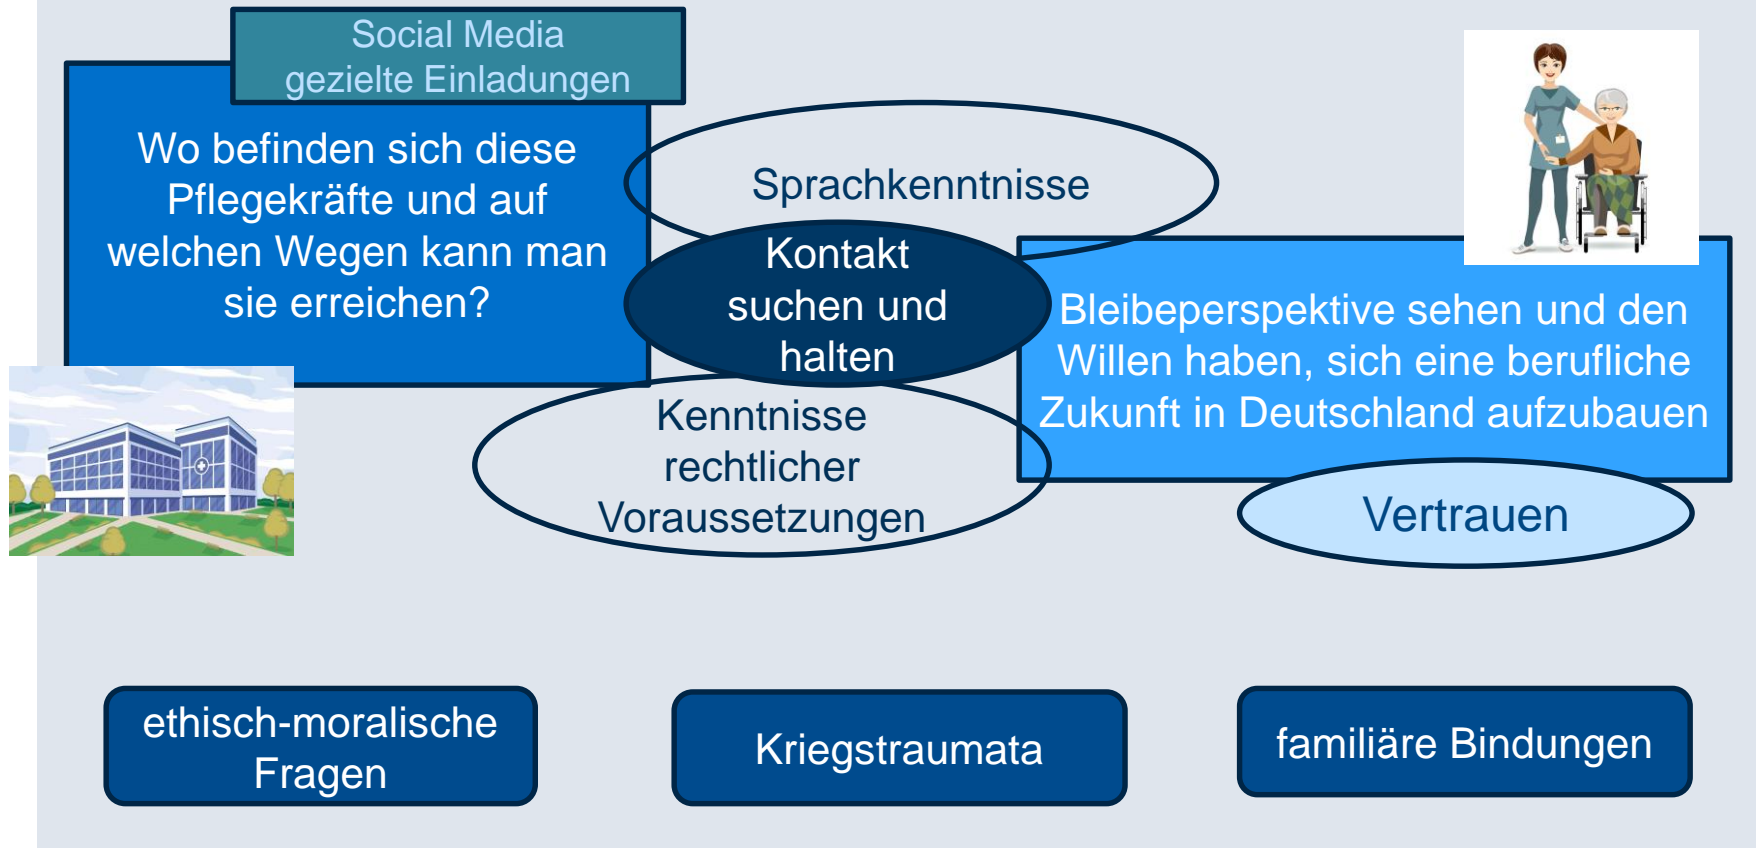 Social Media
gezielte Einladungen
Wo befinden sich diese
Pflegekräfte und auf
welchen Wegen kann man
sie erreichen?
Sprachkenntnisse
Kontakt
suchen und
halten
Bleibeperspektive sehen und den
Willen haben, sich eine berufliche
Zukunft in Deutschland aufzubauen
Kenntnisse
rechtlicher
Voraussetzungen
Vertrauen
ethisch-moralische
Fragen
Kriegstraumata
familiäre Bindungen